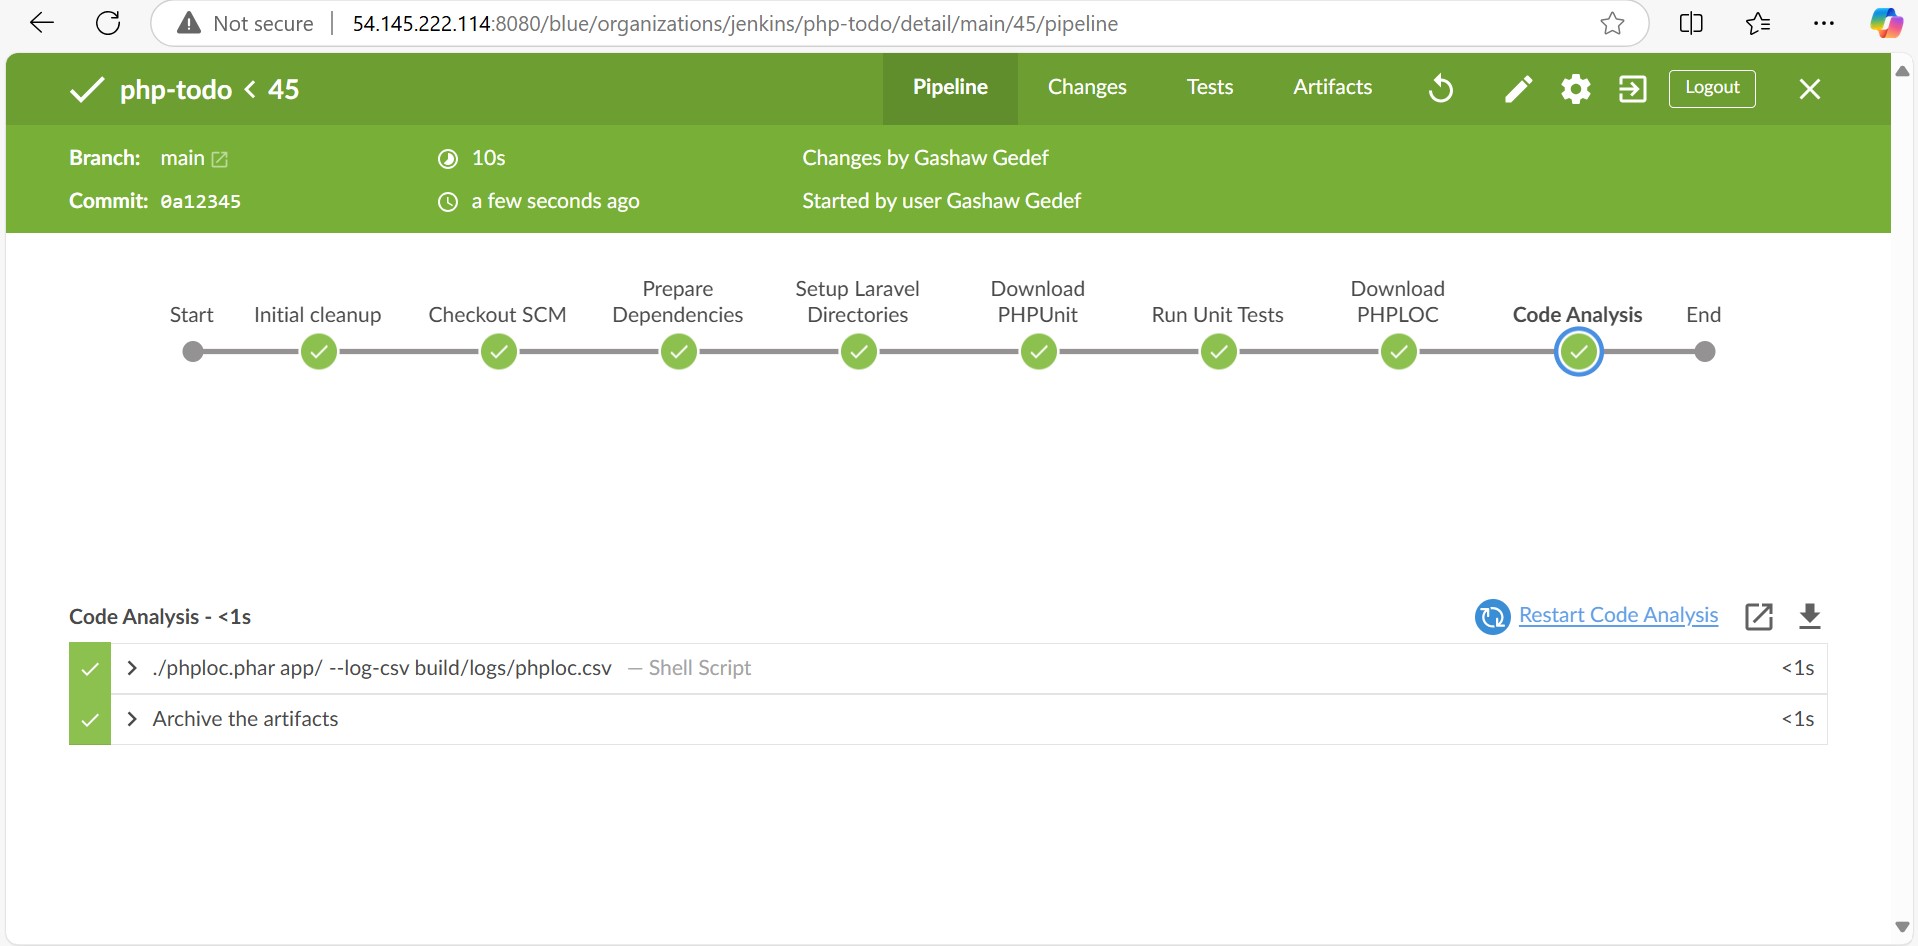 Not secure
54.145.222.114:8080/blue/organizations/jenkins/php-todo/detail/main/45/pipeline
php-todo < 45
Pipeline
Changes
Tests
Artifacts
Logout
Branch: main
10s
Changes by Gashaw Gedef
Commit: 0a12345
a few seconds ago
Started by user Gashaw Gedef
Start
Initial cleanup
Checkout SCM
Prepare
Dependencies
Setup Laravel
Directories
Download
PHPUnit
Run Unit Tests
Download
PHPLOC
Code Analysis
End
Code Analysis - <1s
Restart Code Analysis
./phploc.phar app/ --log-csv build/logs/phploc.csv — Shell Script
<1s
Archive the artifacts
<1s